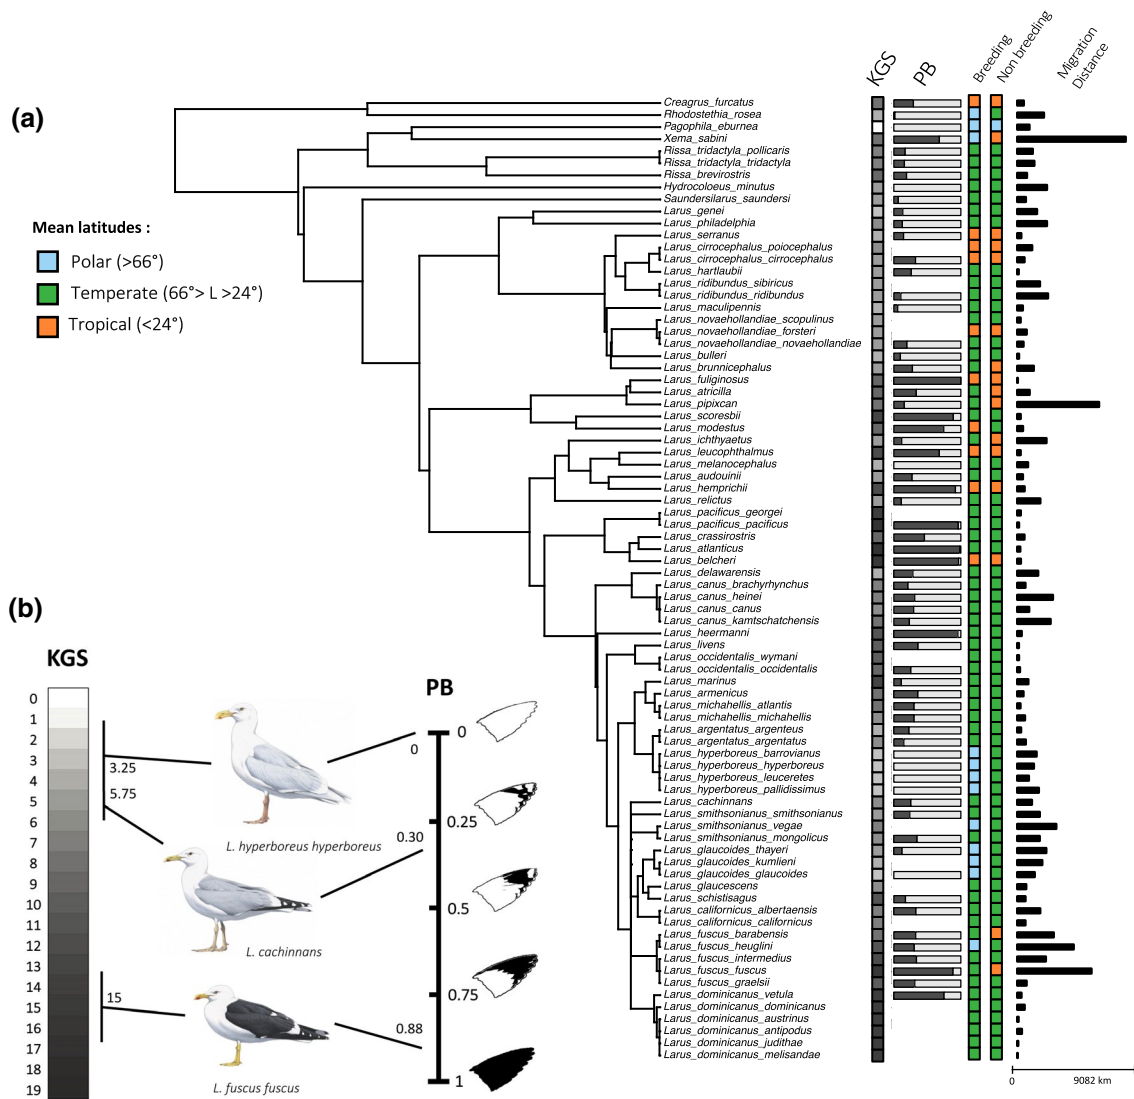 (a)
KGS
PB
Breeding
Non breeding
Migration
Distance
Mean latitudes :
Polar (>66°)
Temperate (66°> L >24°)
Tropical (<24°)
Creagrus_furcatus
Rhodostethia_rosea
Pagophila_eburnea
Xema_sabini
Rissa_tridactyla_pollicaris
Rissa_tridactyla_tridactyla
Rissa_brevirostris
Hydrocoloeus_minutus
Saundersilarus_saundersi
Larus_genei
Larus_philadelphia
Larus_serranus
Larus_cirrocephalus_poiocephalus
Larus_cirrocephalus_cirrocephalus
Larus_hartlaubii
Larus_ridibundus_sibiricus
Larus_ridibundus_ridibundus
Larus_maculipennis
Larus_novaehollandiae_scopulinus
Larus_novaehollandiae_forsteri
Larus_novaehollandiae_novaehollandiae
Larus_bulleri
Larus_brunnicephalus
Larus_fuliginosus
Larus_atricilla
Larus_pipixcan
Larus_scoresbii
Larus_modestus
Larus_ichthyaetus
Larus_leucophthalmus
Larus_melanocephalus
Larus_audouinii
Larus_hemprichii
Larus_relictus
Larus_pacificus_georgei
Larus_pacificus_pacificus
Larus_crassirostris
Larus_atlanticus
Larus_belcheri
Larus_delawarensis
Larus_canus_brachyrhynchus
Larus_canus_heinei
Larus_canus_canus
Larus_canus_kamtschatchensis
Larus_heermanni
Larus_livens
Larus_occidentalis_wymani
Larus_occidentalis_occidentalis
Larus_marinus
Larus_armenicus
Larus_michahellis_atlantis
Larus_michahellis_michahellis
Larus_argentatus_argenteus
Larus_argentatus_argentatus
Larus_hyperboreus_barrovianus
Larus_hyperboreus_hyperboreus
Larus_hyperboreus_leuceretes
Larus_hyperboreus_pallidissimus
Larus_cachinnans
Larus_smithsonianus_smithsonianus
Larus_smithsonianus_vegae
Larus_smithsonianus_mongolicus
Larus_glaucoides_thayeri
Larus_glaucoides_kumlieni
Larus_glaucoides_glaucoides
Larus_glaucescens
Larus_schistisagus
Larus_californicus_albertaensis
Larus_californicus_californicus
Larus_fuscus_barabensis
Larus_fuscus_heuglini
Larus_fuscus_intermedius
Larus_fuscus_fuscus
Larus_fuscus_graelsii
Larus_dominicanus_vetula
Larus_dominicanus_dominicanus
Larus_dominicanus_austrinus
Larus_dominicanus_antipodus
Larus_dominicanus_judithae
Larus_dominicanus_melisandae
0
9082 km
(b)
KGS
0
1
2
3
4
5
6
7
8
9
10
11
12
13
14
15
16
17
18
19
3.25
5.75
15
L. hyperboreus hyperboreus
L. cachinnans
L. fuscus fuscus
0
0.30
0.88
PB
0
0.25
0.5
0.75
1